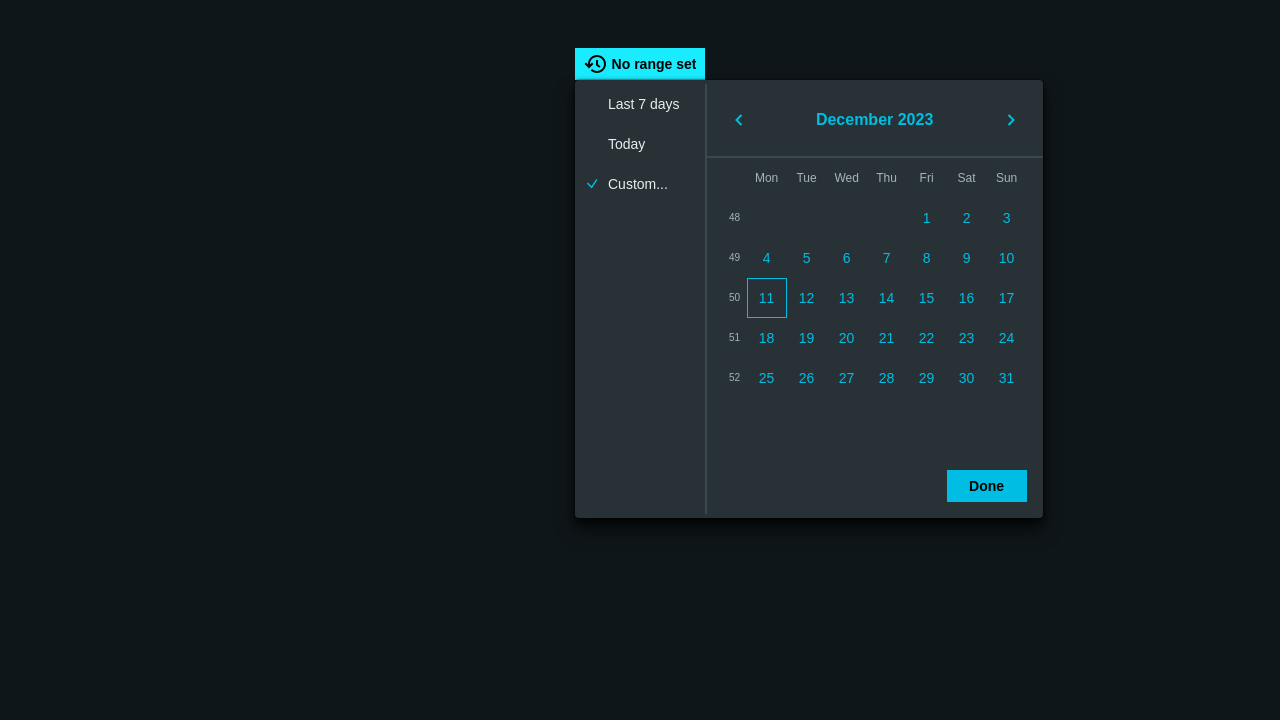 No range set
Last 7 days
Today
Custom...
December 2023
Mon Tue Wed Thu Fri Sat Sun
48 1 2 3
49 4 5 6 7 8 9 10
50 11 12 13 14 15 16 17
51 18 19 20 21 22 23 24
52 25 26 27 28 29 30 31
Done